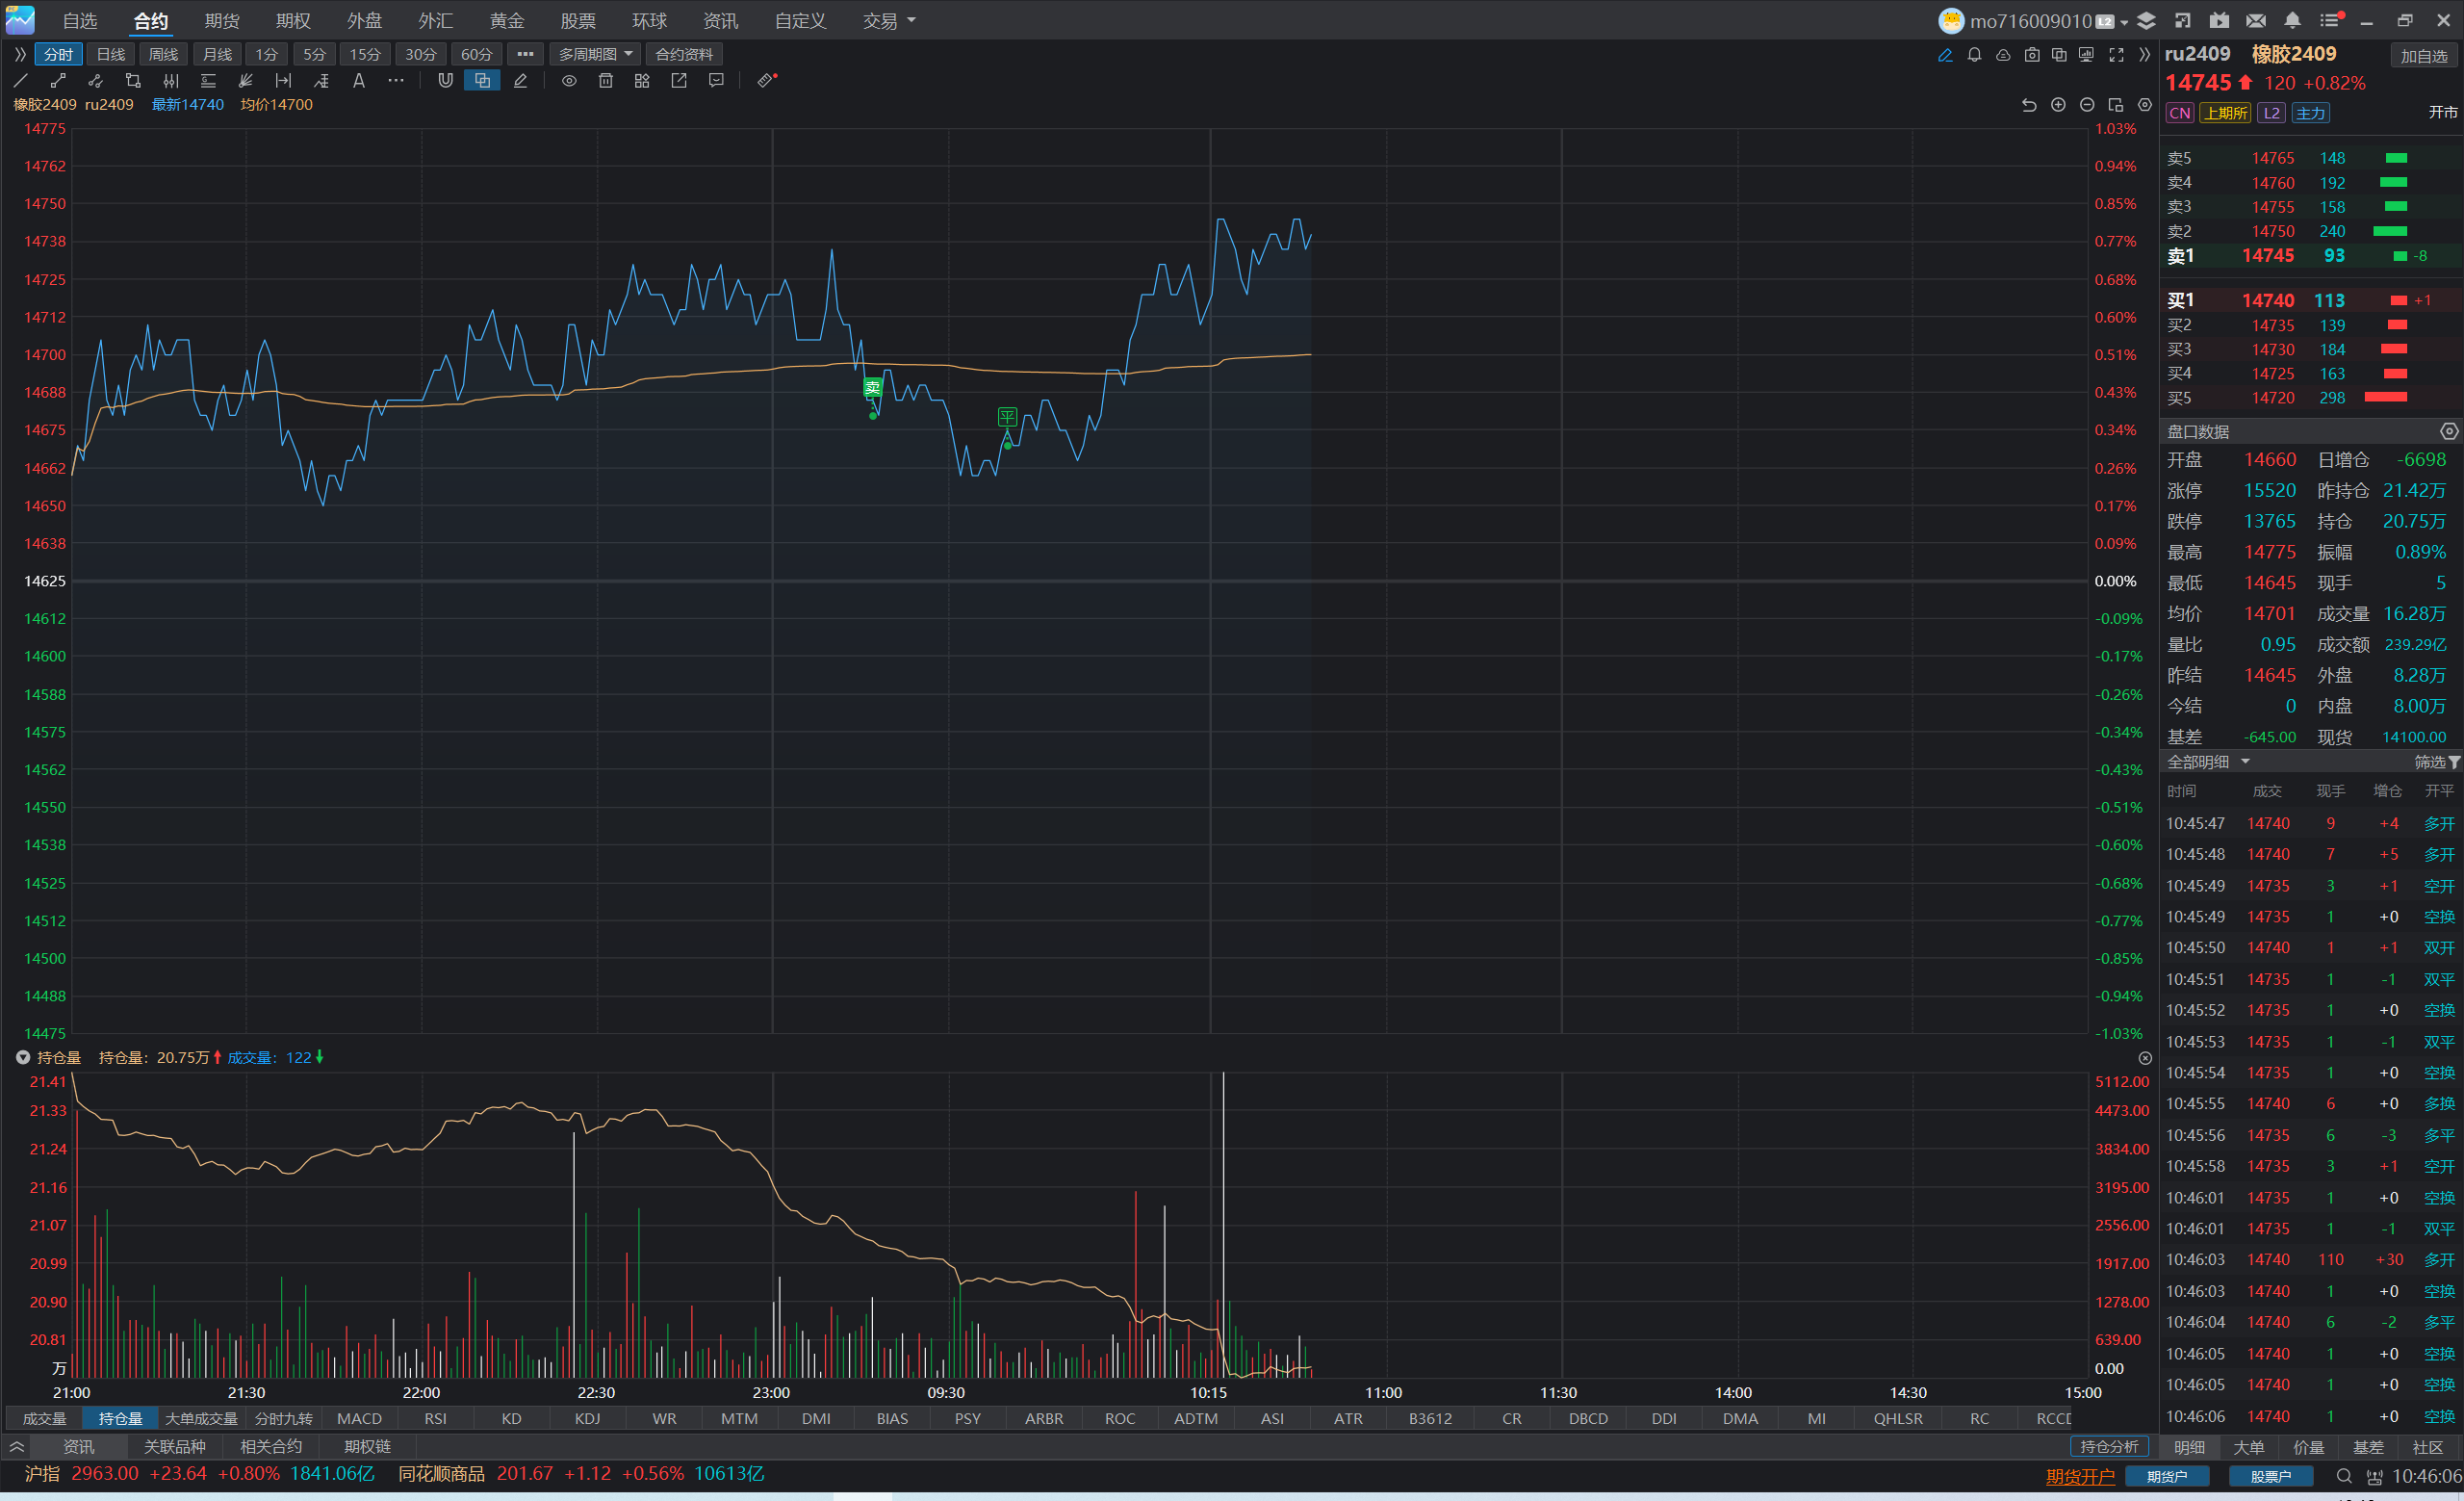 自选 合约 期货 期权 外盘 外汇 黄金 股票 环球 资讯 自定义 交易 mo716009010 L2
分时 日线 周线 月线 1分 5分 15分 30分 60分 ••• 多周期图 合约资料
橡胶2409 ru2409 最新14740 均价14700
14775 1.03%
14762 0.94%
14750 0.85%
14738 0.77%
14725 0.68%
14712 0.60%
14700 0.51%
14688 0.43%
14675 0.34%
14662 0.26%
14650 0.17%
14638 0.09%
14625 0.00%
14612 -0.09%
14600 -0.17%
14588 -0.26%
14575 -0.34%
14562 -0.43%
14550 -0.51%
14538 -0.60%
14525 -0.68%
14512 -0.77%
14500 -0.85%
14488 -0.94%
14475 -1.03%
卖
平
持仓量 持仓量: 20.75万 成交量: 122
21.41 5112.00
21.33 4473.00
21.24 3834.00
21.16 3195.00
21.07 2556.00
20.99 1917.00
20.90 1278.00
20.81 639.00
万 0.00
21:00 21:30 22:00 22:30 23:00 09:30 10:15 11:00 11:30 14:00 14:30 15:00
成交量 持仓量 大单成交量 分时九转 MACD RSI KD KDJ WR MTM DMI BIAS PSY ARBR ROC ADTM ASI ATR B3612 CR DBCD DDI DMA MI QHLSR RC RCCD
资讯 关联品种 相关合约 期权链 持仓分析
ru2409 橡胶2409 加自选
14745 120 +0.82%
CN 上期所 L2 主力 开市
卖5 14765 148
卖4 14760 192
卖3 14755 158
卖2 14750 240
卖1 14745 93 -8
买1 14740 113 +1
买2 14735 139
买3 14730 184
买4 14725 163
买5 14720 298
盘口数据
开盘 14660 日增仓 -6698
涨停 15520 昨持仓 21.42万
跌停 13765 持仓 20.75万
最高 14775 振幅 0.89%
最低 14645 现手 5
均价 14701 成交量 16.28万
量比 0.95 成交额 239.29亿
昨结 14645 外盘 8.28万
今结 0 内盘 8.00万
基差 -645.00 现货 14100.00
全部明细 筛选
时间 成交 现手 增仓 开平
10:45:47 14740 9 +4 多开
10:45:48 14740 7 +5 多开
10:45:49 14735 3 +1 空开
10:45:49 14735 1 +0 空换
10:45:50 14740 1 +1 双开
10:45:51 14735 1 -1 双平
10:45:52 14735 1 +0 空换
10:45:53 14735 1 -1 双平
10:45:54 14735 1 +0 空换
10:45:55 14740 6 +0 多换
10:45:56 14735 6 -3 多平
10:45:58 14735 3 +1 空开
10:46:01 14735 1 +0 空换
10:46:01 14735 1 -1 双平
10:46:03 14740 110 +30 多开
10:46:03 14740 1 +0 空换
10:46:04 14740 6 -2 多平
10:46:05 14740 1 +0 空换
10:46:05 14740 1 +0 空换
10:46:06 14740 1 +0 空换
明细 大单 价量 基差 社区
沪指 2963.00 +23.64 +0.80% 1841.06亿 同花顺商品 201.67 +1.12 +0.56% 10613亿 期货开户 期货户 股票户 10:46:06